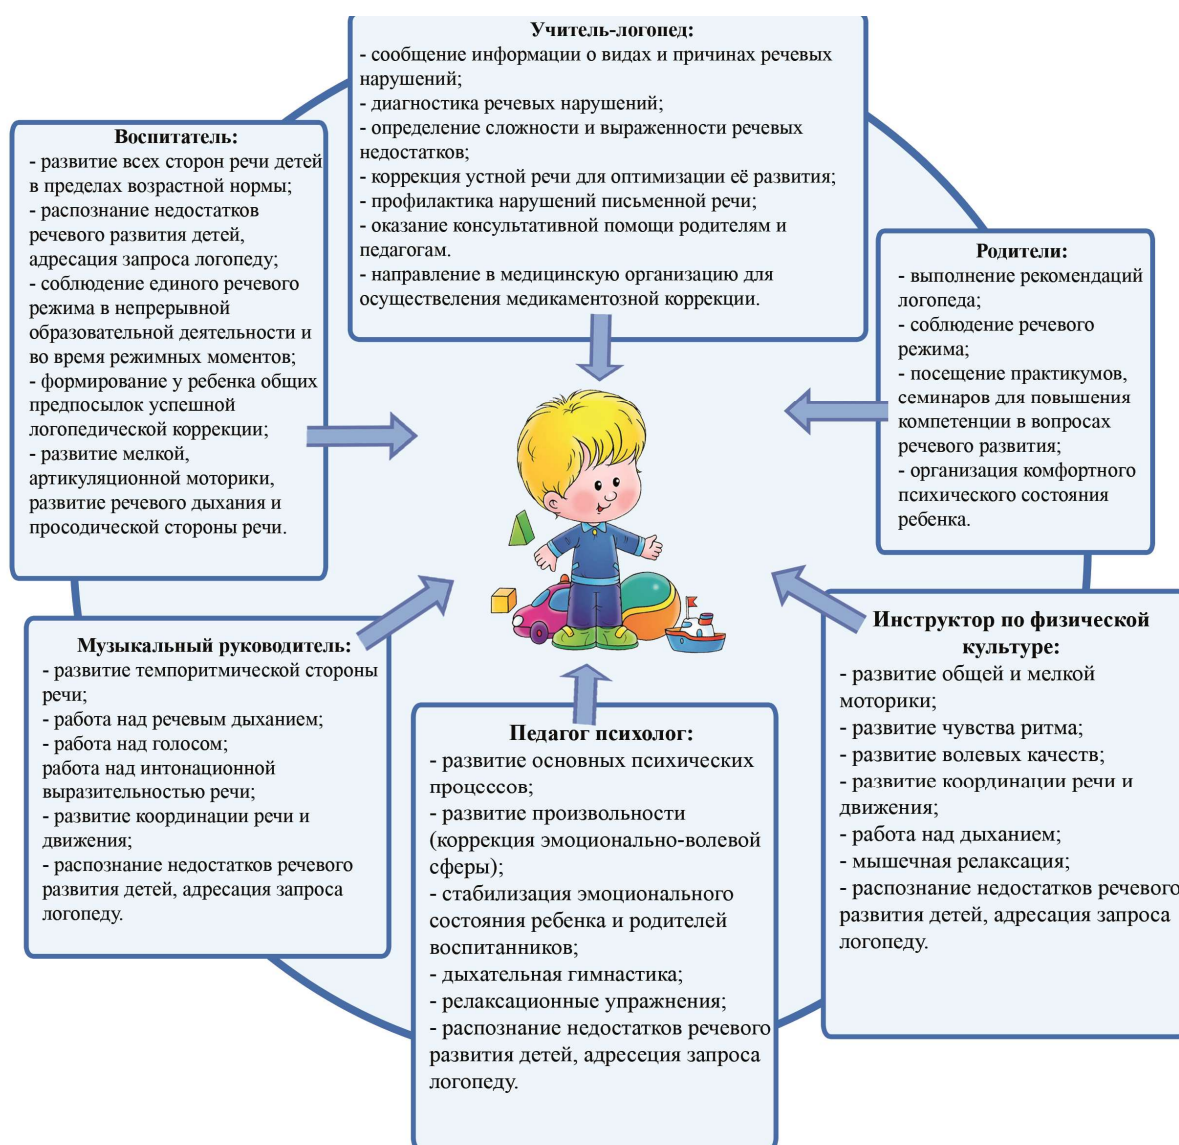 Учитель-логопед:
- сообщение информации о видах и причинах речевых
нарушений;
- диагностика речевых нарушений;
- определение сложности и выраженности речевых
недостатков;
- коррекция устной речи для оптимизации её развития;
- профилактика нарушений письменной речи;
- оказание консультативной помощи родителям и
педагогам.
- направление в медицинскую организацию для
осуществеления медикаментозной коррекции.
Воспитатель:
- развитие всех сторон речи детей
в пределах возрастной нормы;
- распознание недостатков
речевого развития детей,
адресация запроса логопеду;
- соблюдение единого речевого
режима в непрерывной
образовательной деятельности и
во время режимных моментов;
- формирование у ребенка общих
предпосылок успешной
логопедической коррекции;
- развитие мелкой,
артикуляционной моторики,
развитие речевого дыхания и
просодической стороны речи.
Родители:
- выполнение рекомендаций
логопеда;
- соблюдение речевого
режима;
- посещение практикумов,
семинаров для повышения
компетенции в вопросах
речевого развития;
- организация комфортного
психического состояния
ребенка.
Музыкальный руководитель:
- развитие темпоритмической стороны
речи;
- работа над речевым дыханием;
- работа над голосом;
работа над интонационной
выразительностью речи;
- развитие координации речи и
движения;
- распознание недостатков речевого
развития детей, адресация запроса
логопеду.
Педагог психолог:
- развитие основных психических
процессов;
- развитие произвольности
(коррекция эмоционально-волевой
сферы);
- стабилизация эмоционального
состояния ребенка и родителей
воспитанников;
- дыхательная гимнастика;
- релаксационные упражнения;
- распознание недостатков речевого
развития детей, адресеция запроса
логопеду.
Инструктор по физической
культуре:
- развитие общей и мелкой
моторики;
- развитие чувства ритма;
- развитие волевых качеств;
- развитие координации речи и
движения;
- работа над дыханием;
- мышечная релаксация;
- распознание недостатков речевого
развития детей, адресация запроса
логопеду.